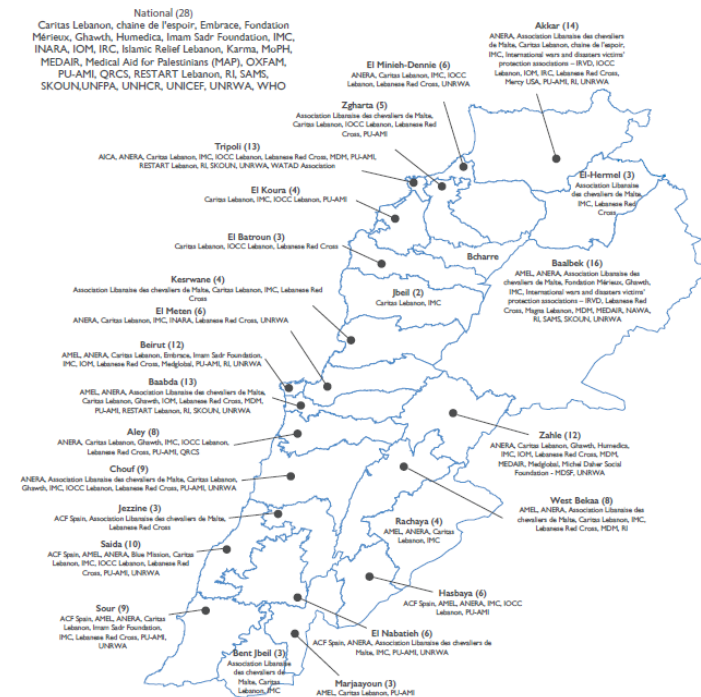 National (28)
Caritas Lebanon, chaine de l'espoir, Embrace, Fondation
Mérieux, Ghawth, Humedica, Imam Sadr Foundation, IMC,
INARA, IOM, IRC, Islamic Relief Lebanon, Karma, MoPH,
MEDAIR, Medical Aid for Palestinians (MAP), OXFAM,
PU-AMI, QRCS, RESTART Lebanon, RI, SAMS,
SKOUN,UNFPA, UNHCR, UNICEF, UNRWA, WHO
Akkar (14)
ANERA, Association Libanaise des chevaliers
de Malte, Caritas Lebanon, chaine de l'espoir,
IMC, International wars and disasters victims'
protection associations – IRVD, IOCC
Lebanon, IOM, IRC, Lebanese Red Cross,
Mercy USA, PU-AMI, RI, UNRWA
El Minieh-Dennie (6)
ANERA, Caritas Lebanon, IMC, IOCC
Lebanon, Lebanese Red Cross, UNRWA
Zgharta (5)
Association Libanaise des chevaliers de Malte,
Caritas Lebanon, IOCC Lebanon, Lebanese Red
Cross, PU-AMI
Tripoli (13)
AICA, ANERA, Caritas Lebanon, IMC, IOCC Lebanon, Lebanese Red Cross, MDM, PU-AMI,
RESTART Lebanon, RI, SKOUN, UNRWA, WATAD Association
El-Hermel (3)
Association Libanaise
des chevaliers de Malte,
IMC, Lebanese Red
Cross
El Koura (4)
Caritas Lebanon, IMC, IOCC Lebanon, PU-AMI
El Batroun (3)
Caritas Lebanon, IOCC Lebanon, Lebanese Red Cross
Bcharre
Baalbek (16)
AMEL, ANERA, Association Libanaise des
chevaliers de Malte, Fondation Mérieux, Ghawth,
IMC, International wars and disasters victims'
protection associations – IRVD, Lebanese Red
Cross, Magna Lebanon, MDM, MEDAIR, NAWA,
RI, SAMS, SKOUN, UNRWA
Kesrwane (4)
Association Libanaise des chevaliers de Malte, Caritas Lebanon, IMC, Lebanese Red
Cross
Jbeil (2)
Caritas Lebanon, IMC
El Meten (6)
ANERA, Caritas Lebanon, IMC, INARA, Lebanese Red Cross, UNRWA
Beirut (12)
AMEL, ANERA, Caritas Lebanon, Embrace, Imam Sadr Foundation,
IMC, IOM, Lebanese Red Cross, Medglobal, PU-AMI, RI, UNRWA
Baabda (13)
AMEL, ANERA, Association Libanaise des chevaliers de Malte,
Caritas Lebanon, Ghawth, IOM, Lebanese Red Cross, MDM,
PU-AMI, RESTART Lebanon, RI, SKOUN, UNRWA
Aley (8)
ANERA, Caritas Lebanon, Ghawth, IMC, IOCC Lebanon,
Lebanese Red Cross, PU-AMI, QRCS
Zahle (12)
ANERA, Caritas Lebanon, Ghawth, Humedica,
IMC, IOM, Lebanese Red Cross, MDM,
MEDAIR, Medglobal, Michel Daher Social
Foundation – MDSF, UNRWA
Chouf (9)
ANERA, Association Libanaise des chevaliers de Malte, Caritas Lebanon,
Ghawth, IMC, IOCC Lebanon, Lebanese Red Cross, PU-AMI, UNRWA
West Bekaa (8)
AMEL, ANERA, Association Libanaise des
chevaliers de Malte, Caritas Lebanon, IMC,
Lebanese Red Cross, MDM, RI
Jezzine (3)
ACF Spain, Association Libanaise des chevaliers de Malte,
Lebanese Red Cross
Rachaya (4)
AMEL, ANERA, Caritas
Lebanon, IMC
Saida (10)
ACF Spain, AMEL, ANERA, Blue Mission, Caritas
Lebanon, IMC, IOCC Lebanon, Lebanese Red
Cross, PU-AMI, UNRWA
Hasbaya (6)
ACF Spain, AMEL, ANERA, IMC, IOCC
Lebanon, PU-AMI
Sour (9)
ACF Spain, AMEL, ANERA, Caritas
Lebanon, Imam Sadr Foundation,
IMC, Lebanese Red Cross, PU-AMI,
UNRWA
El Nabatieh (6)
ACF Spain, ANERA, Association Libanaise des chevaliers de
Malte, IMC, PU-AMI, UNRWA
Bent Jbeil (3)
Association Libanaise
des chevaliers de
Malte, Caritas
Lebanon, IMC
Marjaayoun (3)
AMEL, Caritas Lebanon, PU-AMI